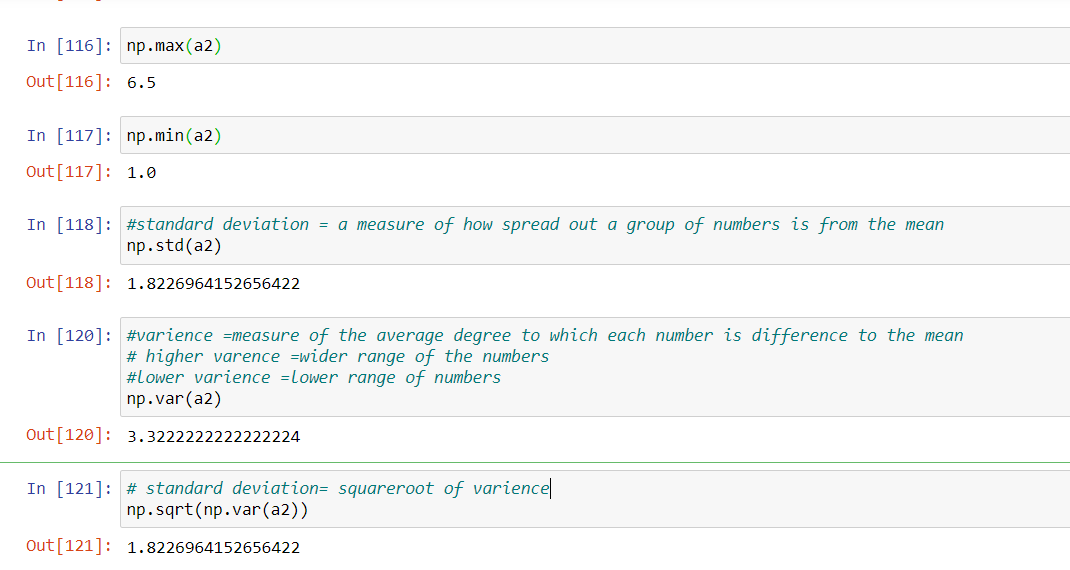 In [116]: np.max(a2)
Out[116]: 6.5
In [117]: np.min(a2)
Out[117]: 1.0
In [118]: #standard deviation = a measure of how spread out a group of numbers is from the mean
np.std(a2)
Out[118]: 1.8226964152656422
In [120]: #varience =measure of the average degree to which each number is difference to the mean
# higher varence =wider range of the numbers
#lower varience =lower range of numbers
np.var(a2)
Out[120]: 3.3222222222222224
In [121]: # standard deviation= squareroot of varience
np.sqrt(np.var(a2))
Out[121]: 1.8226964152656422